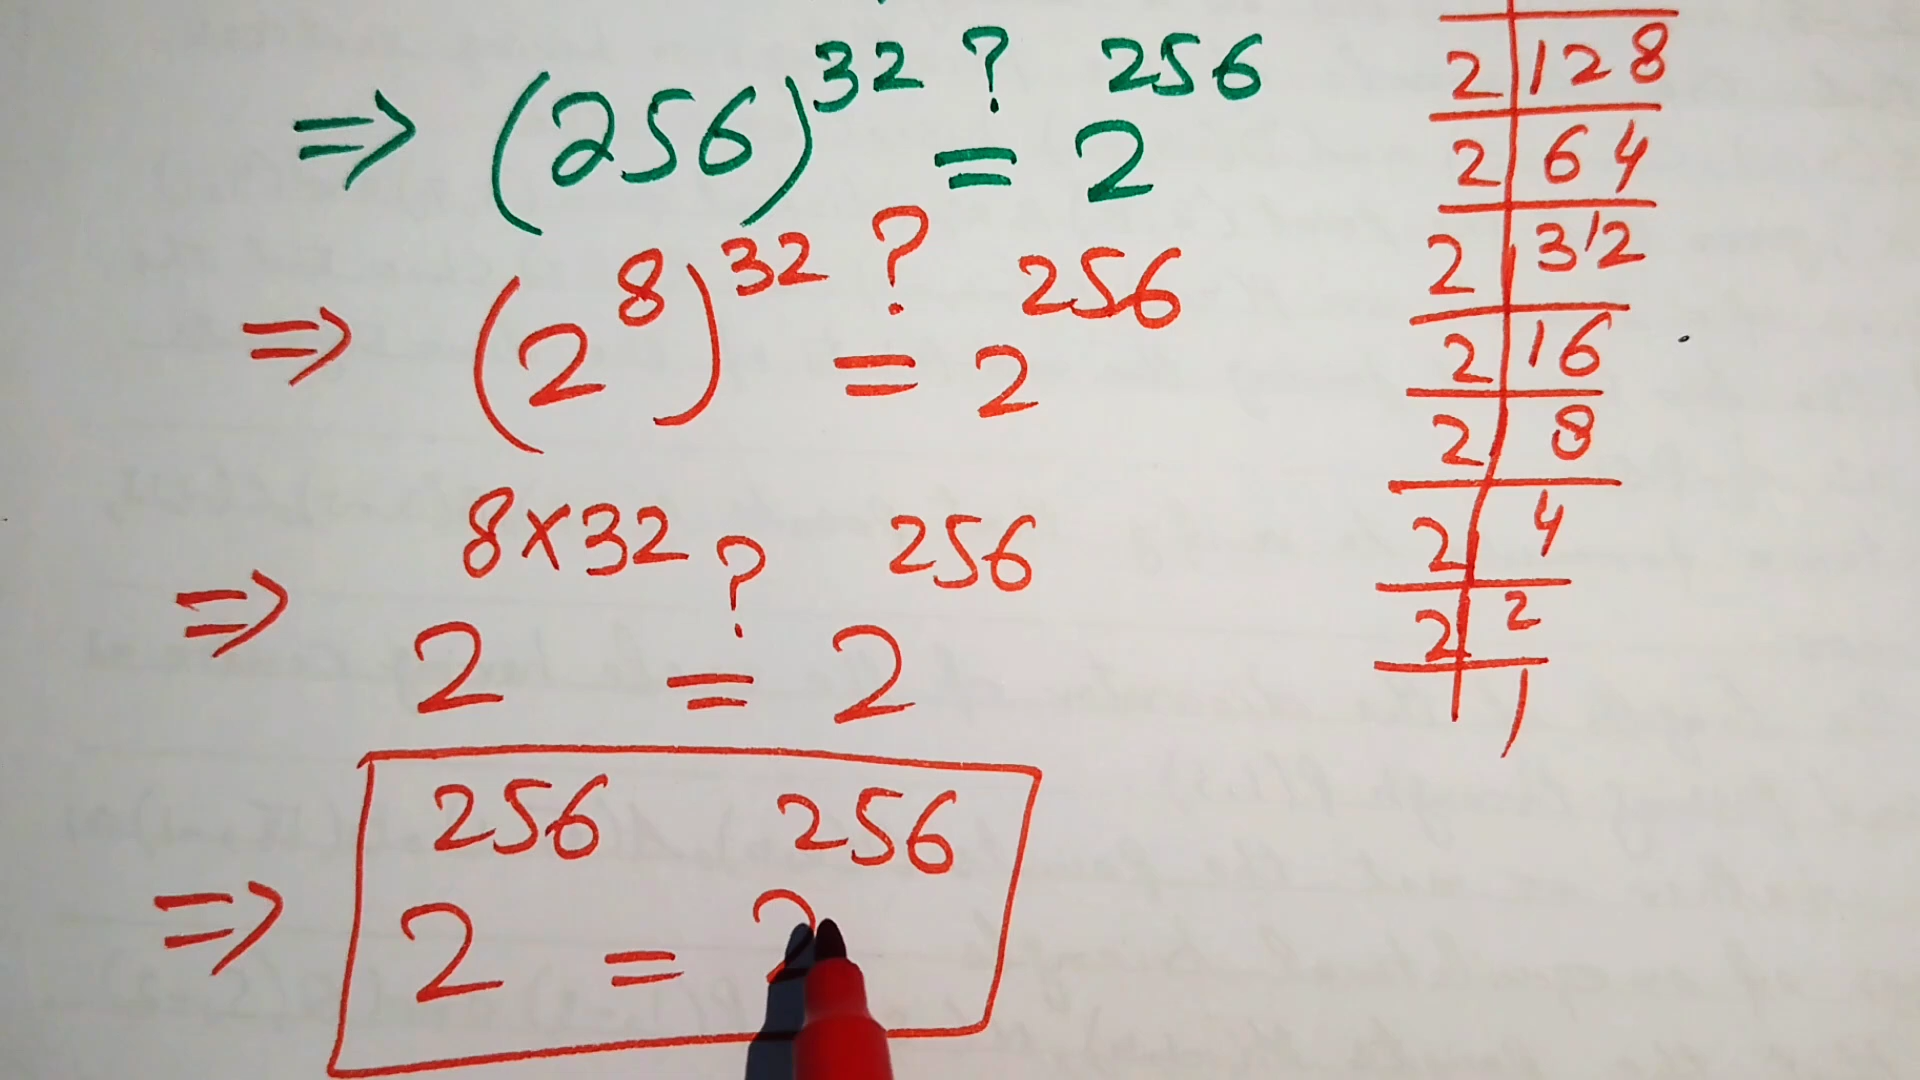 ⇒ (256)^32 ?= 2^256
⇒ (2^8)^32 ?= 2^256
⇒ 2^8×32 ?= 2^256
⇒ 2^256 = 2^256
2 | 128
2 | 64
2 | 32
2 | 16
2 | 8
2 | 4
2 | 2
| 1